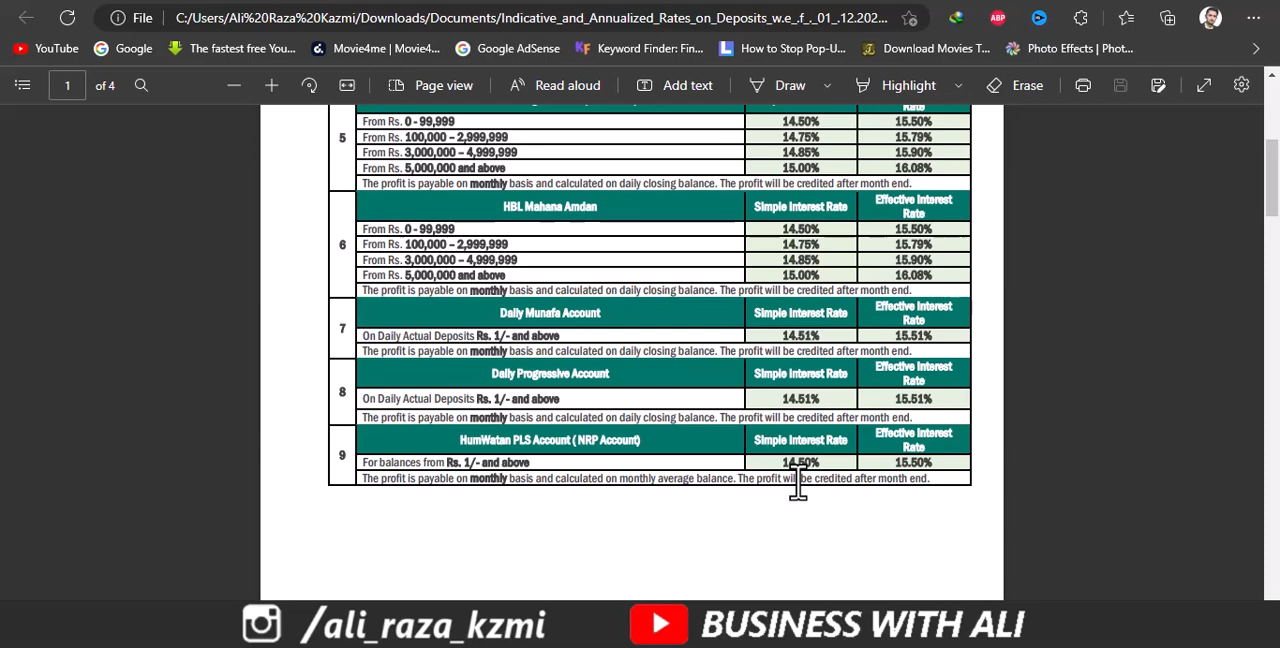 File
C:/Users/Ali%20Raza%20Kazmi/Downloads/Documents/Indicative_and_Annualized_Rates_on_Deposits_w.e_.f_._01_.12.202...
ABP
YouTube
Google
The fastest free You...
Movie4me | Movie4...
Google AdSense
KF
Keyword Finder: Fin...
L
How to Stop Pop-U...
Download Movies T...
Photo Effects | Phot...
1
of 4
Page view
Read aloud
Add text
Draw
Highlight
Erase
Rate
5
From Rs. 0 - 99,999 14.50% 15.50%
From Rs. 100,000 – 2,999,999 14.75% 15.79%
From Rs. 3,000,000 – 4,999,999 14.85% 15.90%
From Rs. 5,000,000 and above 15.00% 16.08%
The profit is payable on monthly basis and calculated on daily closing balance. The profit will be credited after month end.
6
HBL Mahana Amdan Simple Interest Rate Effective Interest
Rate
From Rs. 0 - 99,999 14.50% 15.50%
From Rs. 100,000 – 2,999,999 14.75% 15.79%
From Rs. 3,000,000 – 4,999,999 14.85% 15.90%
From Rs. 5,000,000 and above 15.00% 16.08%
The profit is payable on monthly basis and calculated on daily closing balance. The profit will be credited after month end.
7
Daily Munafa Account Simple Interest Rate Effective Interest
Rate
On Daily Actual Deposits Rs. 1/- and above 14.51% 15.51%
The profit is payable on monthly basis and calculated on daily closing balance. The profit will be credited after month end.
8
Daily Progressive Account Simple Interest Rate Effective Interest
Rate
On Daily Actual Deposits Rs. 1/- and above 14.51% 15.51%
The profit is payable on monthly basis and calculated on daily closing balance. The profit will be credited after month end.
9
HumWatan PLS Account ( NRP Account) Simple Interest Rate Effective Interest
Rate
For balances from Rs. 1/- and above 14.50% 15.50%
The profit is payable on monthly basis and calculated on monthly average balance. The profit will be credited after month end.
/ali_raza_kzmi
BUSINESS WITH ALI